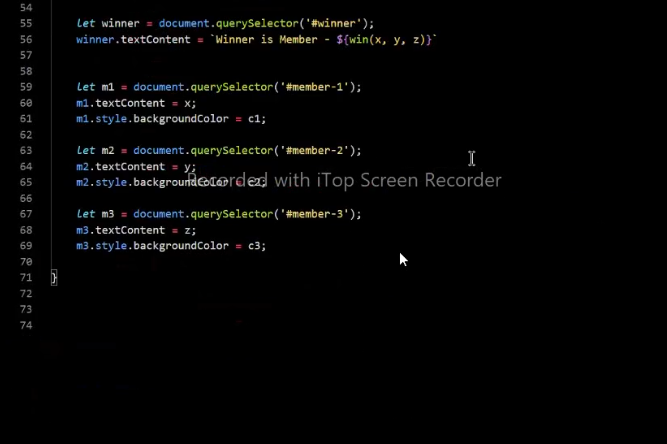 54
55 let winner = document.querySelector('#winner');
56 winner.textContent = `Winner is Member - ${win(x, y, z)}`
57
58
59 let m1 = document.querySelector('#member-1');
60 m1.textContent = x;
61 m1.style.backgroundColor = c1;
62
63 let m2 = document.querySelector('#member-2');
64 m2.textContent = y;
Recorded with iTop Screen Recorder
65 m2.style.backgroundColor = c2;
66
67 let m3 = document.querySelector('#member-3');
68 m3.textContent = z;
69 m3.style.backgroundColor = c3;
70
71 }
72
73
74